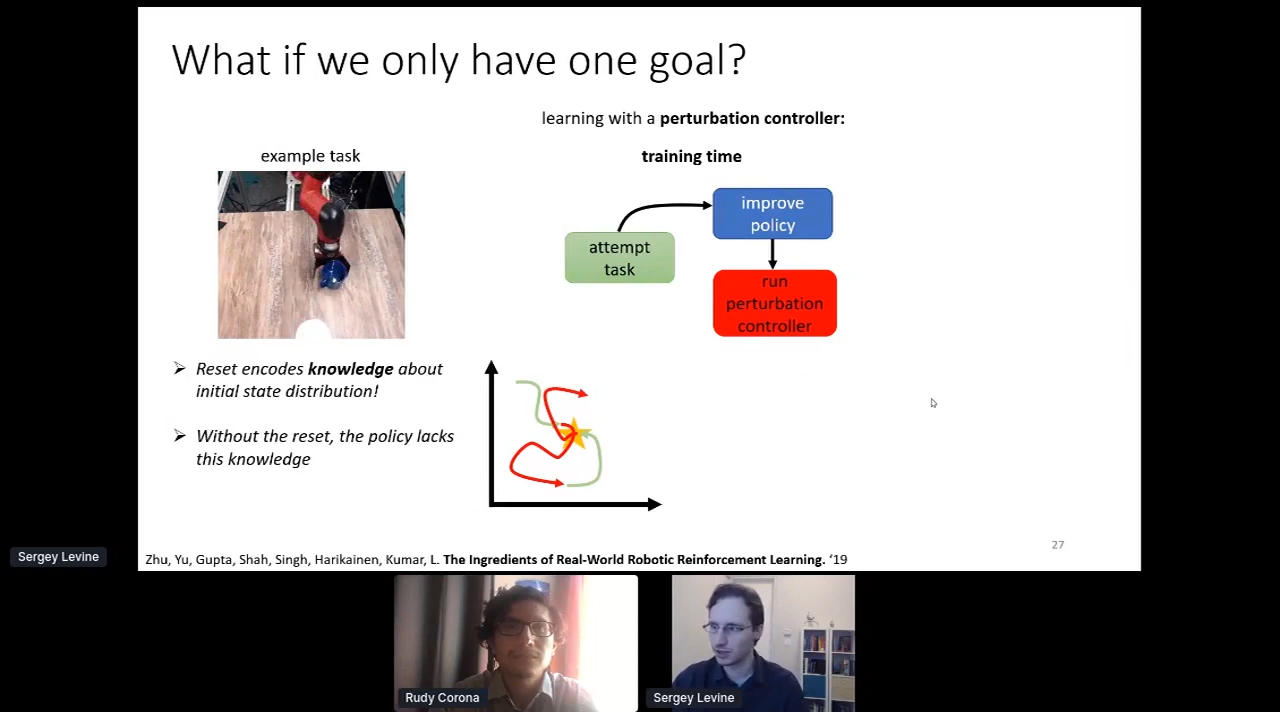 What if we only have one goal?
learning with a perturbation controller:
example task
training time
attempt
task
improve
policy
run
perturbation
controller
➢ Reset encodes knowledge about
initial state distribution!
➢ Without the reset, the policy lacks
this knowledge
27
Sergey Levine
Zhu, Yu, Gupta, Shah, Singh, Harikainen, Kumar, L. The Ingredients of Real-World Robotic Reinforcement Learning. ‘19
Rudy Corona
Sergey Levine